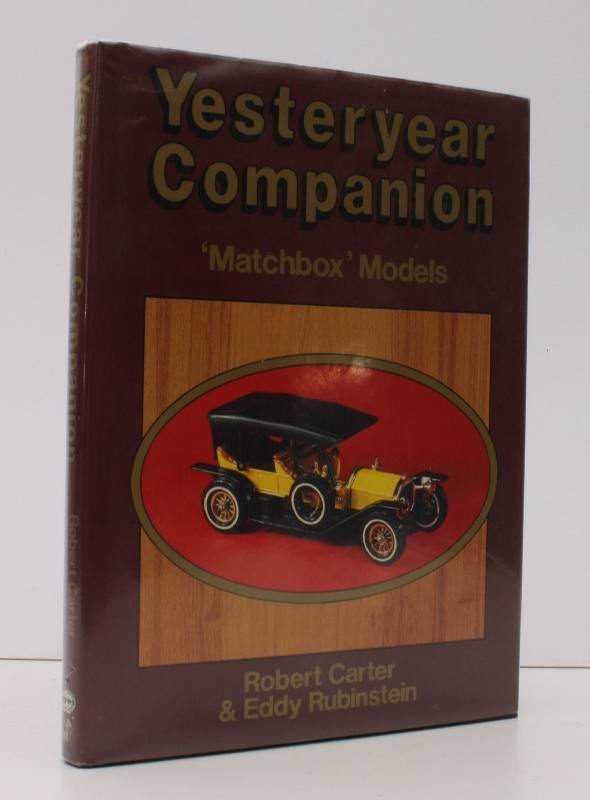 Yesteryear
Companion
'Matchbox' Models
Robert Carter
& Eddy Rubinstein
Yesteryear Companion Robert Carter